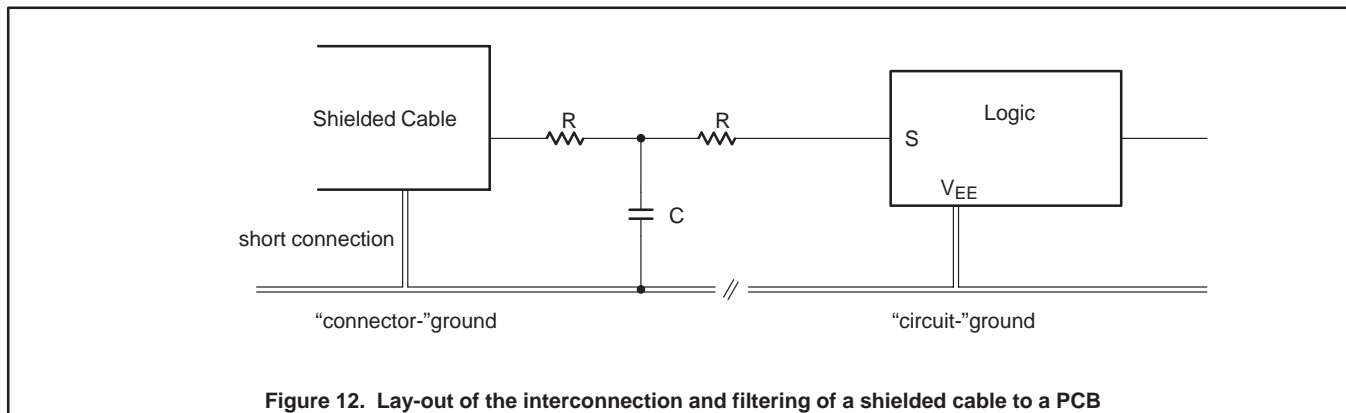 Shielded Cable
R
R
Logic
S
VEE
C
short connection
“connector-”ground
“circuit-”ground
Figure 12. Lay-out of the interconnection and filtering of a shielded cable to a PCB